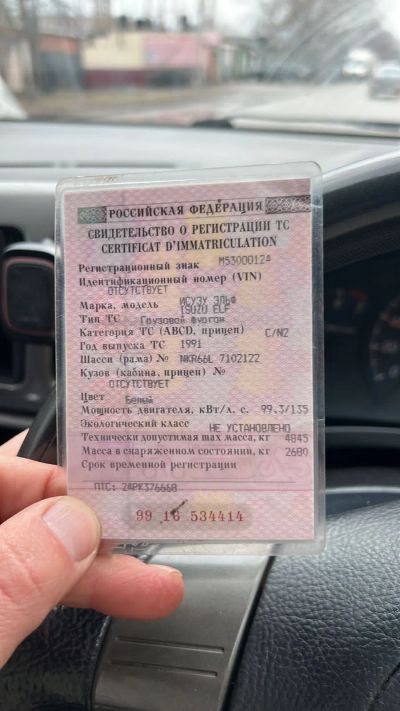 РОССИЙСКАЯ ФЕДЕРАЦИЯ
СВИДЕТЕЛЬСТВО О РЕГИСТРАЦИИ ТС
CERTIFICAT D'IMMATRICULATION
Регистрационный знак М53000124
Идентификационный номер (VIN)
ОТСУТСТВУЕТ
Марка, модель ИСУЗУ ЭЛЬФ
ISUZU ELF
Тип ТС Грузовой фургон
Категория ТС (ABCD, прицеп) C/N2
Год выпуска ТС 1991
Шасси (рама) № NKR66L 7102122
Кузов (кабина, прицеп) №
ОТСУТСТВУЕТ
Цвет Белый
Мощность двигателя, кВт/л. с. 99.3/135
Экологический класс НЕ УСТАНОВЛЕНО
Технически допустимая max масса, кг 4845
Масса в снаряженном состоянии, кг 2680
Срок временной регистрации
ПТС: 24РК376668
99 16 534414